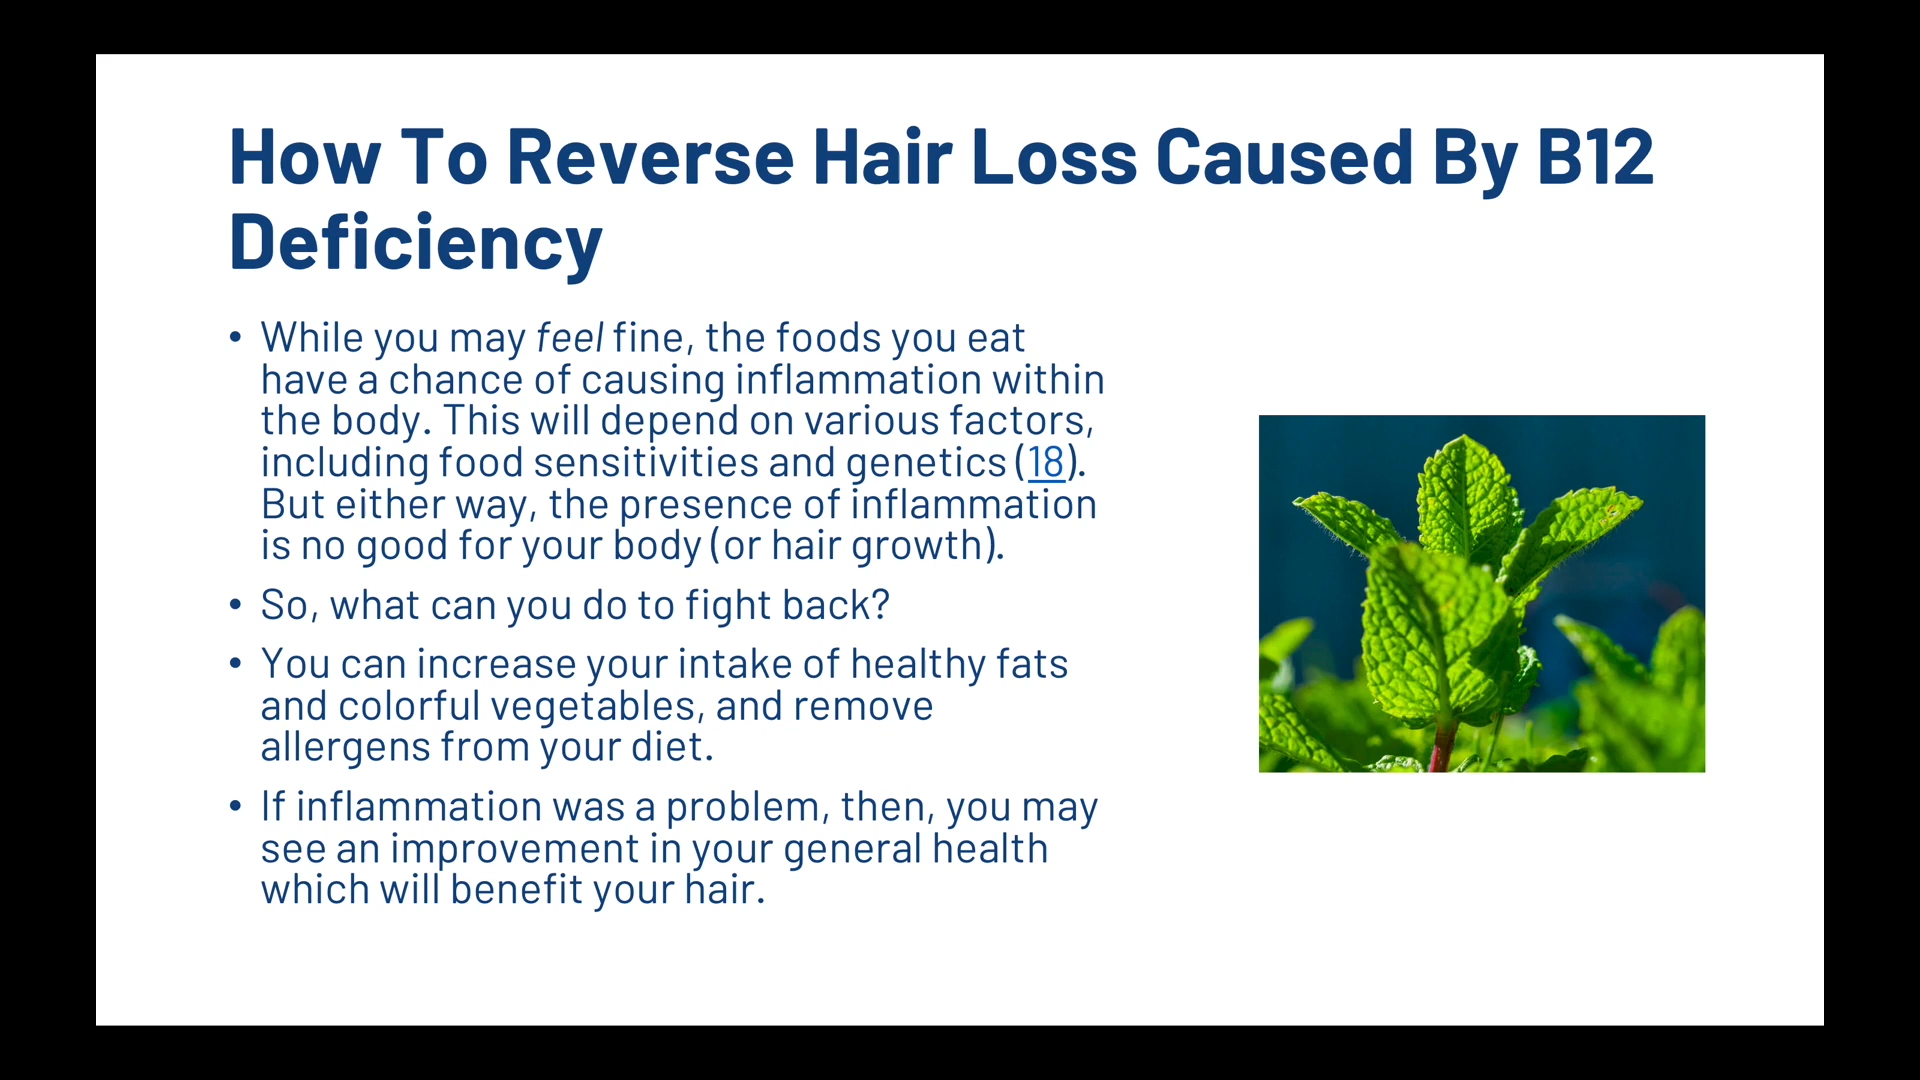 How To Reverse Hair Loss Caused By B12
Deficiency
• While you may feel fine, the foods you eat
have a chance of causing inflammation within
the body. This will depend on various factors,
including food sensitivities and genetics (18).
But either way, the presence of inflammation
is no good for your body (or hair growth).
• So, what can you do to fight back?
• You can increase your intake of healthy fats
and colorful vegetables, and remove
allergens from your diet.
• If inflammation was a problem, then, you may
see an improvement in your general health
which will benefit your hair.